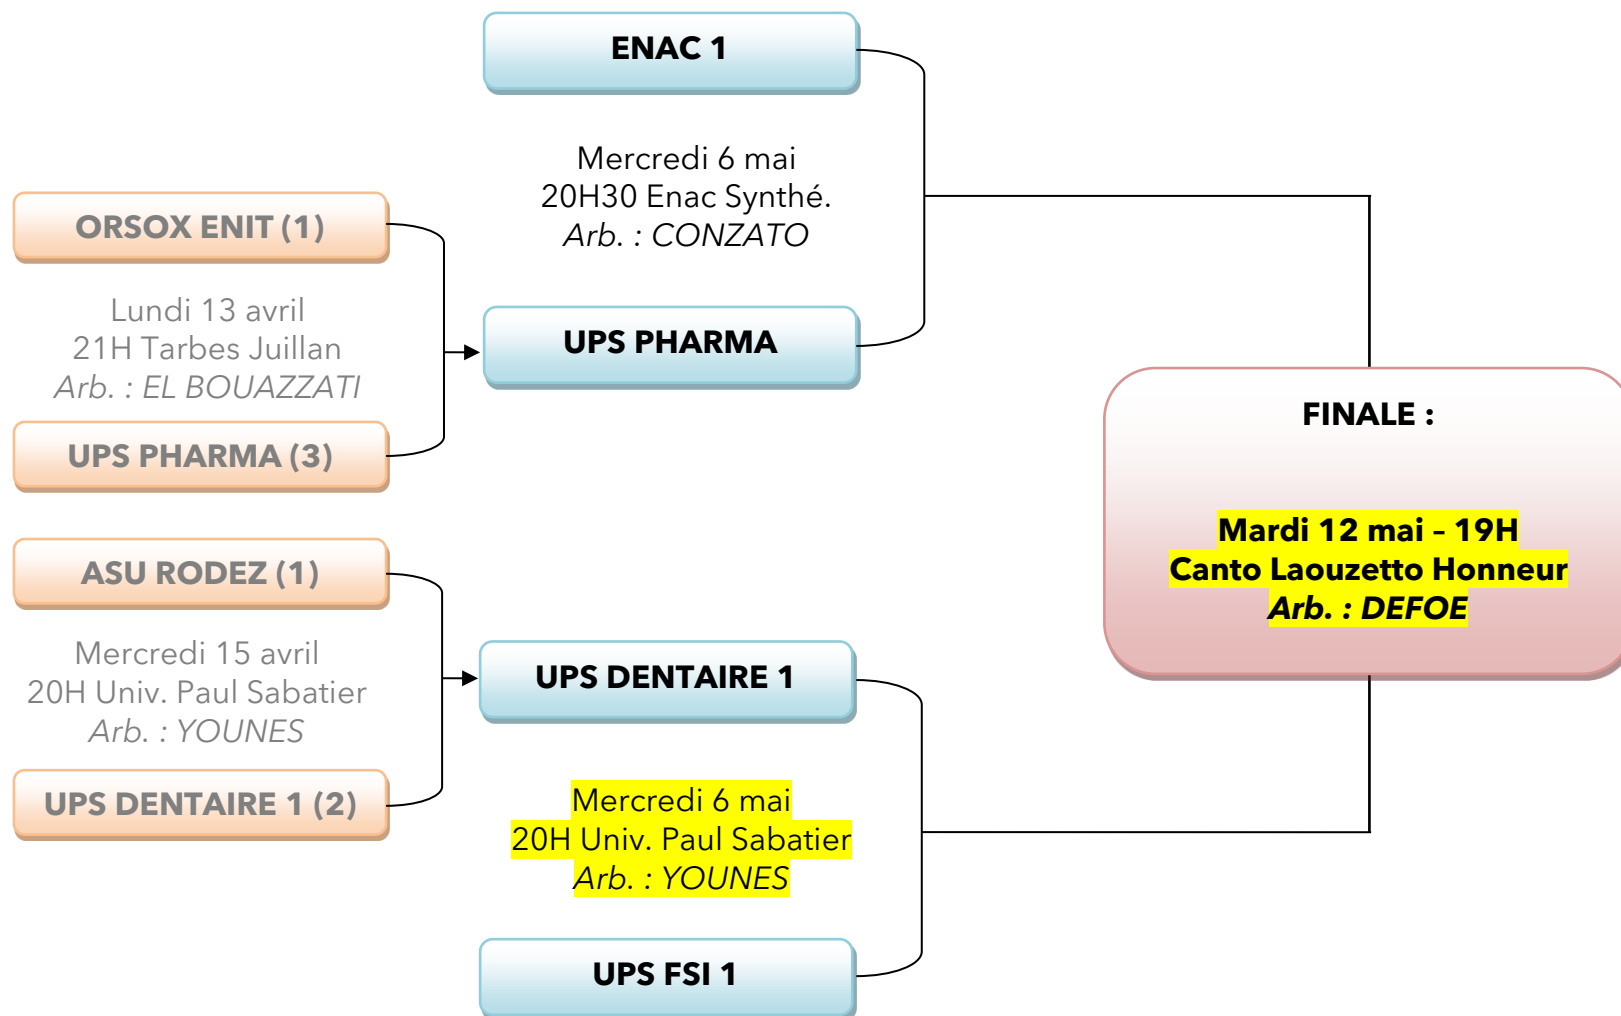 ENAC 1
Mercredi 6 mai
20H30 Enac Synthé.
Arb. : CONZATO
ORSOX ENIT (1)
Lundi 13 avril
21H Tarbes Juillan
Arb. : EL BOUAZZATI
UPS PHARMA (3)
UPS PHARMA
FINALE :
Mardi 12 mai – 19H
Canto Laouzetto Honneur
Arb. : DEFOE
ASU RODEZ (1)
Mercredi 15 avril
20H Univ. Paul Sabatier
Arb. : YOUNES
UPS DENTAIRE 1 (2)
UPS DENTAIRE 1
Mercredi 6 mai
20H Univ. Paul Sabatier
Arb. : YOUNES
UPS FSI 1